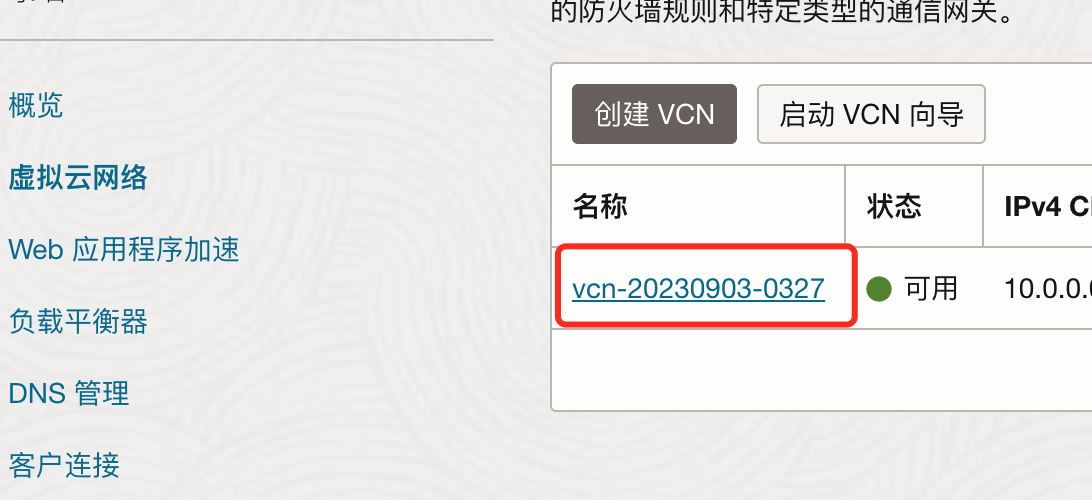 的防火墙规则和特定类型的通信网关。
概览
虚拟云网络
Web 应用程序加速
负载平衡器
DNS 管理
客户连接
创建 VCN
启动 VCN 向导
名称
状态
IPv4
vcn-20230903-0327
可用
10.0.0.